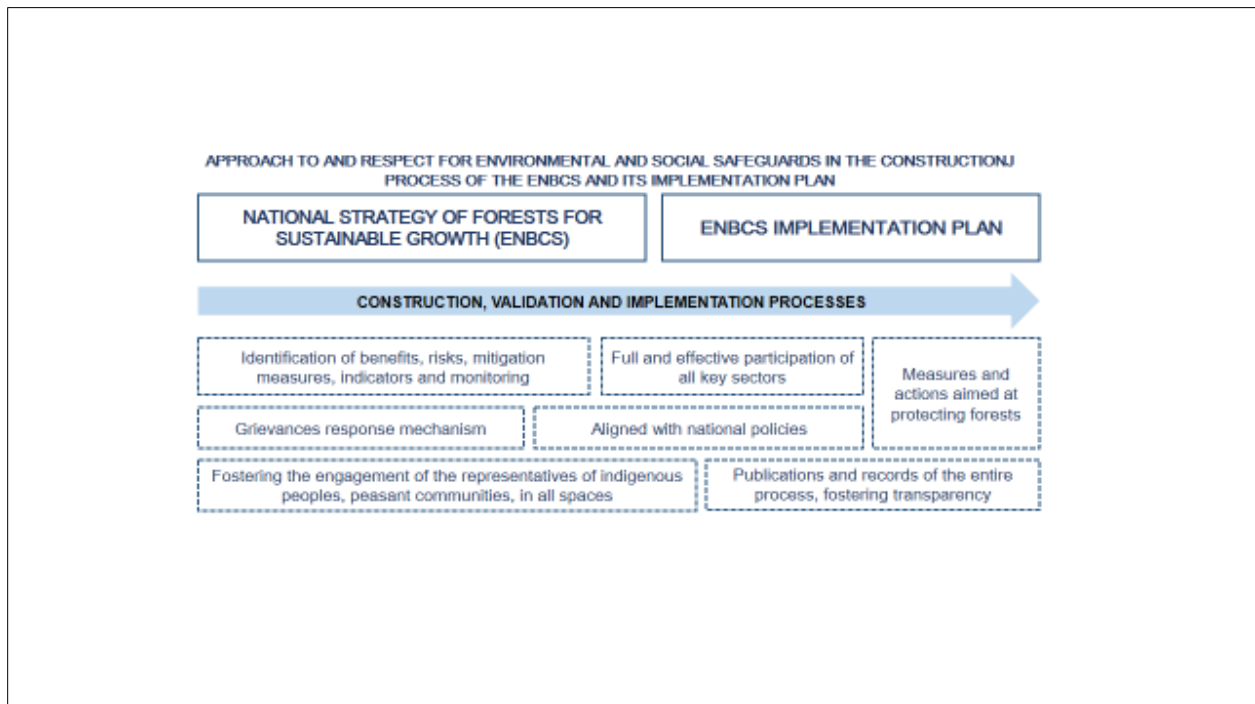 APPROACH TO AND RESPECT FOR ENVIRONMENTAL AND SOCIAL SAFEGUARDS IN THE CONSTRUCTIONJ
PROCESS OF THE ENBCS AND ITS IMPLEMENTATION PLAN
NATIONAL STRATEGY OF FORESTS FOR
SUSTAINABLE GROWTH (ENBCS)
ENBCS IMPLEMENTATION PLAN
CONSTRUCTION, VALIDATION AND IMPLEMENTATION PROCESSES
Identification of benefits, risks, mitigation
measures, indicators and monitoring
Full and effective participation of
all key sectors
Measures and
actions aimed at
protecting forests
Grievances response mechanism
Aligned with national policies
Fostering the engagement of the representatives of indigenous
peoples, peasant communities, in all spaces
Publications and records of the entire
process, fostering transparency